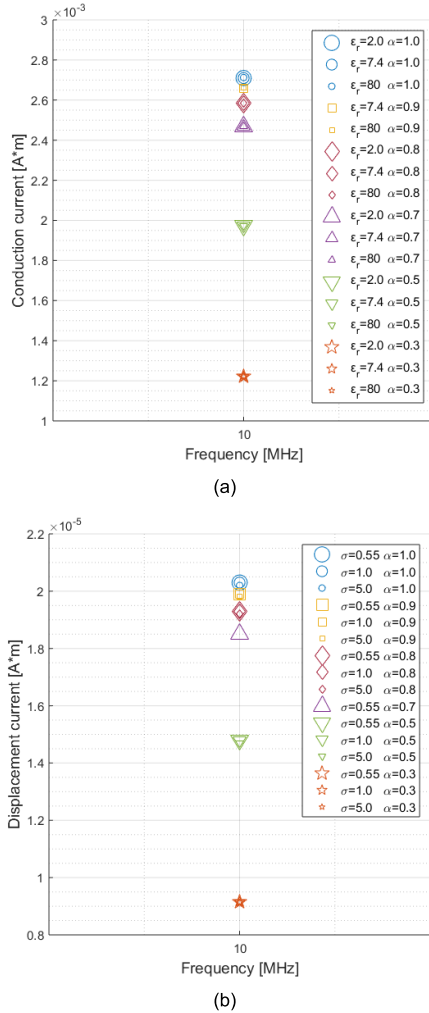 ×10⁻³
3
2.8
2.6
2.4
2.2
2
1.8
1.6
1.4
1.2
1
Conduction current [A*m]
10
Frequency [MHz]
εᵣ=2.0 α=1.0
εᵣ=7.4 α=1.0
εᵣ=80 α=1.0
εᵣ=7.4 α=0.9
εᵣ=80 α=0.9
εᵣ=2.0 α=0.8
εᵣ=7.4 α=0.8
εᵣ=80 α=0.8
εᵣ=2.0 α=0.7
εᵣ=7.4 α=0.7
εᵣ=80 α=0.7
εᵣ=2.0 α=0.5
εᵣ=7.4 α=0.5
εᵣ=80 α=0.5
εᵣ=2.0 α=0.3
εᵣ=7.4 α=0.3
εᵣ=80 α=0.3
(a)
×10⁻⁵
2.2
2
1.8
1.6
1.4
1.2
1
0.8
Displacement current [A*m]
10
Frequency [MHz]
σ=0.55 α=1.0
σ=1.0 α=1.0
σ=5.0 α=1.0
σ=0.55 α=0.9
σ=1.0 α=0.9
σ=5.0 α=0.9
σ=0.55 α=0.8
σ=1.0 α=0.8
σ=5.0 α=0.8
σ=0.55 α=0.7
σ=0.55 α=0.5
σ=1.0 α=0.5
σ=5.0 α=0.5
σ=0.55 α=0.3
σ=1.0 α=0.3
σ=5.0 α=0.3
(b)